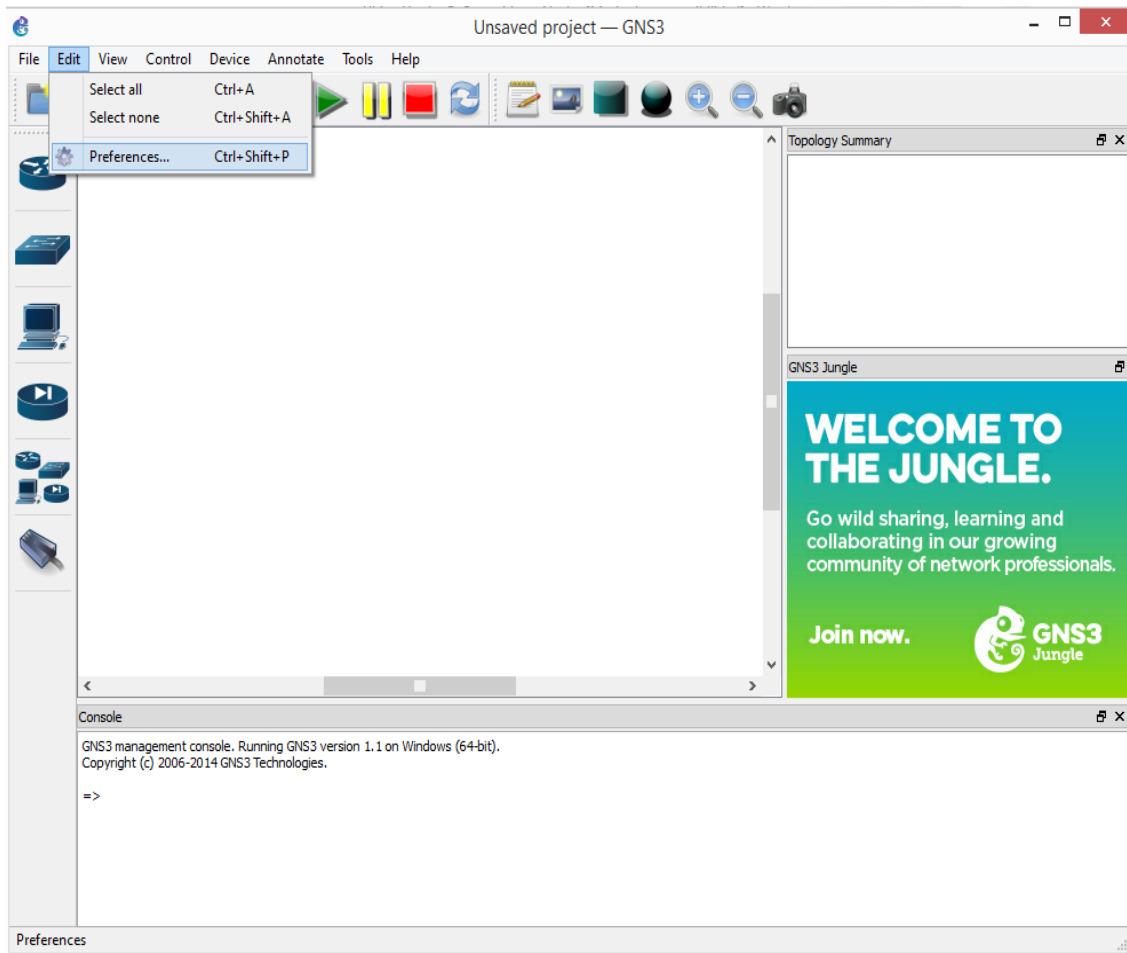 Unsaved project — GNS3
File Edit View Control Device Annotate Tools Help
Select all Ctrl+A
Select none Ctrl+Shift+A
Preferences... Ctrl+Shift+P
Topology Summary
GNS3 Jungle
WELCOME TO
THE JUNGLE.
Go wild sharing, learning and
collaborating in our growing
community of network professionals.
Join now.
GNS3
Jungle
Console
GNS3 management console. Running GNS3 version 1.1 on Windows (64-bit).
Copyright (c) 2006-2014 GNS3 Technologies.
=>
Preferences